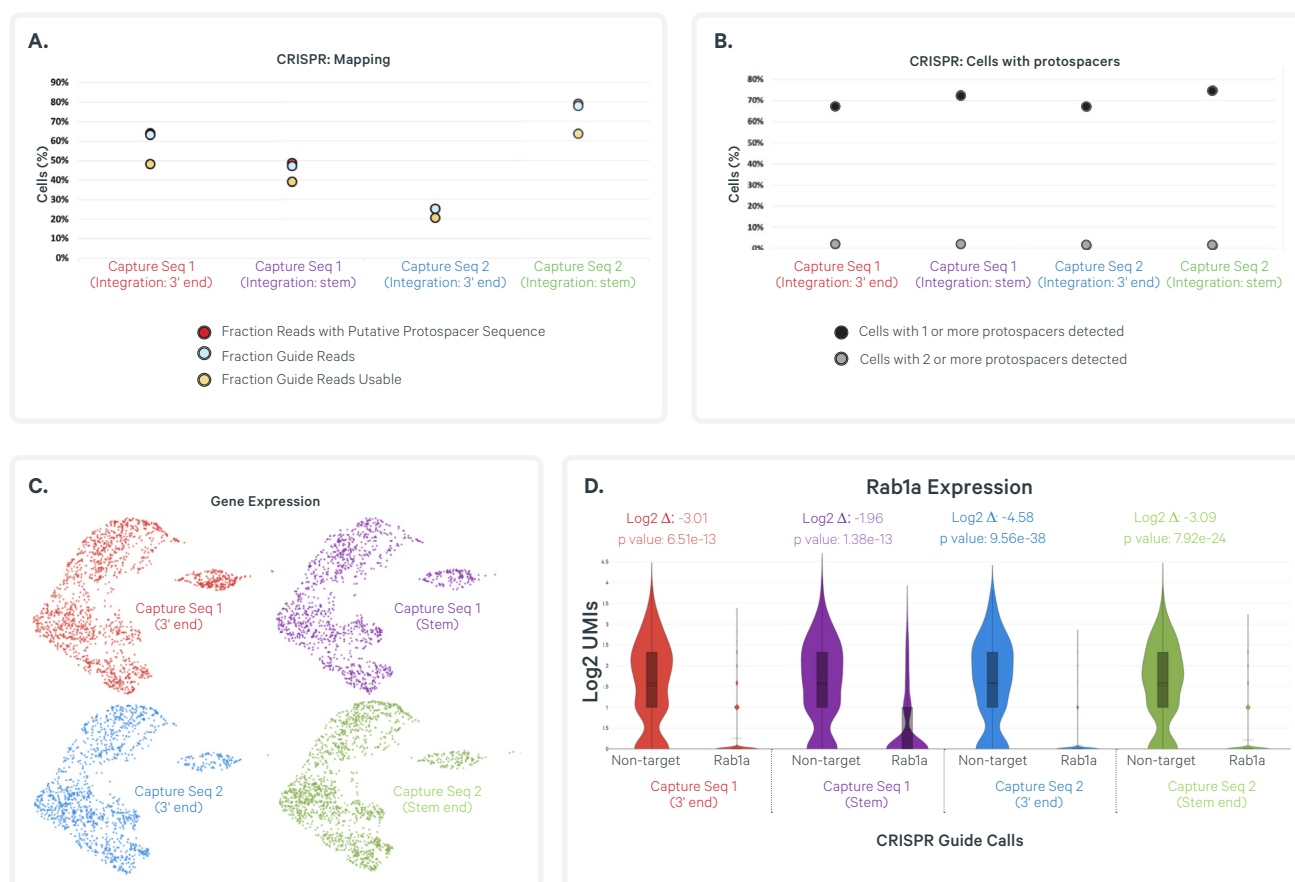 A.
CRISPR: Mapping
90%
80%
70%
60%
50%
40%
30%
20%
10%
0%
Cells (%)
Capture Seq 1
(Integration: 3' end)
Capture Seq 1
(Integration: stem)
Capture Seq 2
(Integration: 3' end)
Capture Seq 2
(Integration: stem)
Fraction Reads with Putative Protospacer Sequence
Fraction Guide Reads
Fraction Guide Reads Usable
B.
CRISPR: Cells with protospacers
80%
70%
60%
50%
40%
30%
20%
10%
0%
Cells (%)
Capture Seq 1
(Integration: 3' end)
Capture Seq 1
(Integration: stem)
Capture Seq 2
(Integration: 3' end)
Capture Seq 2
(Integration: stem)
Cells with 1 or more protospacers detected
Cells with 2 or more protospacers detected
C.
Gene Expression
Capture Seq 1
(3' end)
Capture Seq 1
(Stem)
Capture Seq 2
(3' end)
Capture Seq 2
(Stem end)
D.
Rab1a Expression
Log2 Δ: -3.01
p value: 6.51e-13
Log2 Δ: -1.96
p value: 1.38e-13
Log2 Δ: -4.58
p value: 9.56e-38
Log2 Δ: -3.09
p value: 7.92e-24
4.5
4
2
1
0
Log2 UMIs
Non-target Rab1a
Non-target Rab1a
Non-target Rab1a
Non-target Rab1a
Capture Seq 1
(3' end)
Capture Seq 1
(Stem)
Capture Seq 2
(3' end)
Capture Seq 2
(Stem end)
CRISPR Guide Calls